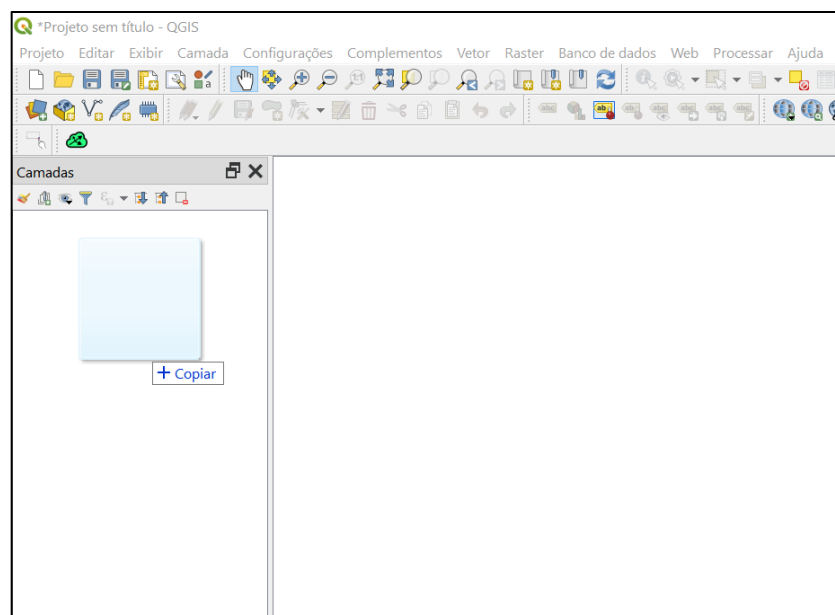 *Projeto sem título - QGIS
Projeto Editar Exibir Camada Configurações Complementos Vetor Raster Banco de dados Web Processar Ajuda
Camadas
+ Copiar